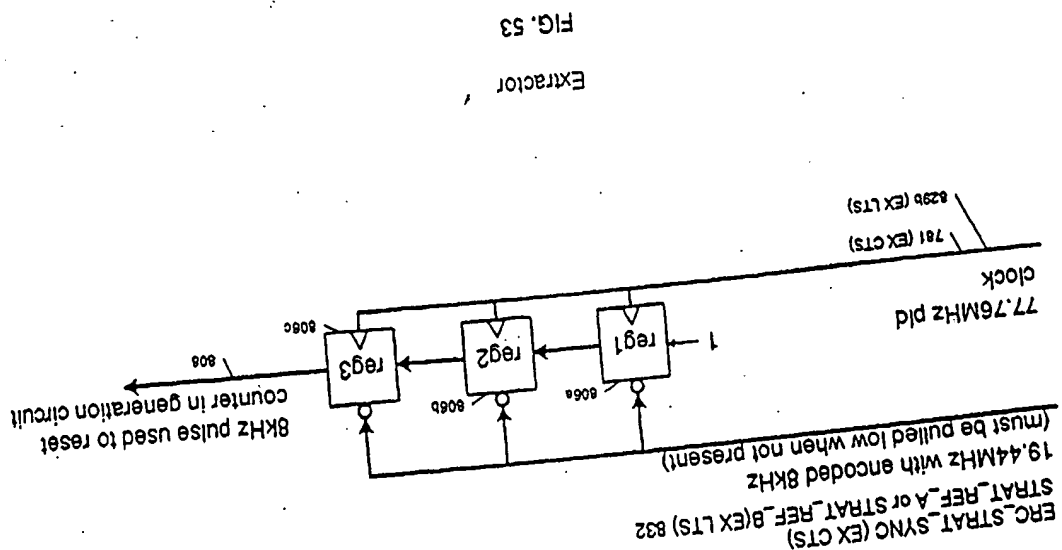 ERC_STRAT_SYNC (EX CTS)
STRAT_REF_A or STRAT_REF_B(EX LTS) 832
19.44MHz with encoded 8kHz
(must be pulled low when not present)
8kHz pulse used to reset
counter in generation circuit
808
806a
806b
806c
1
reg1
reg2
reg3
77.76MHz pld
clock
781 (EX CTS)
829b (EX LTS)
Extractor
FIG. 53